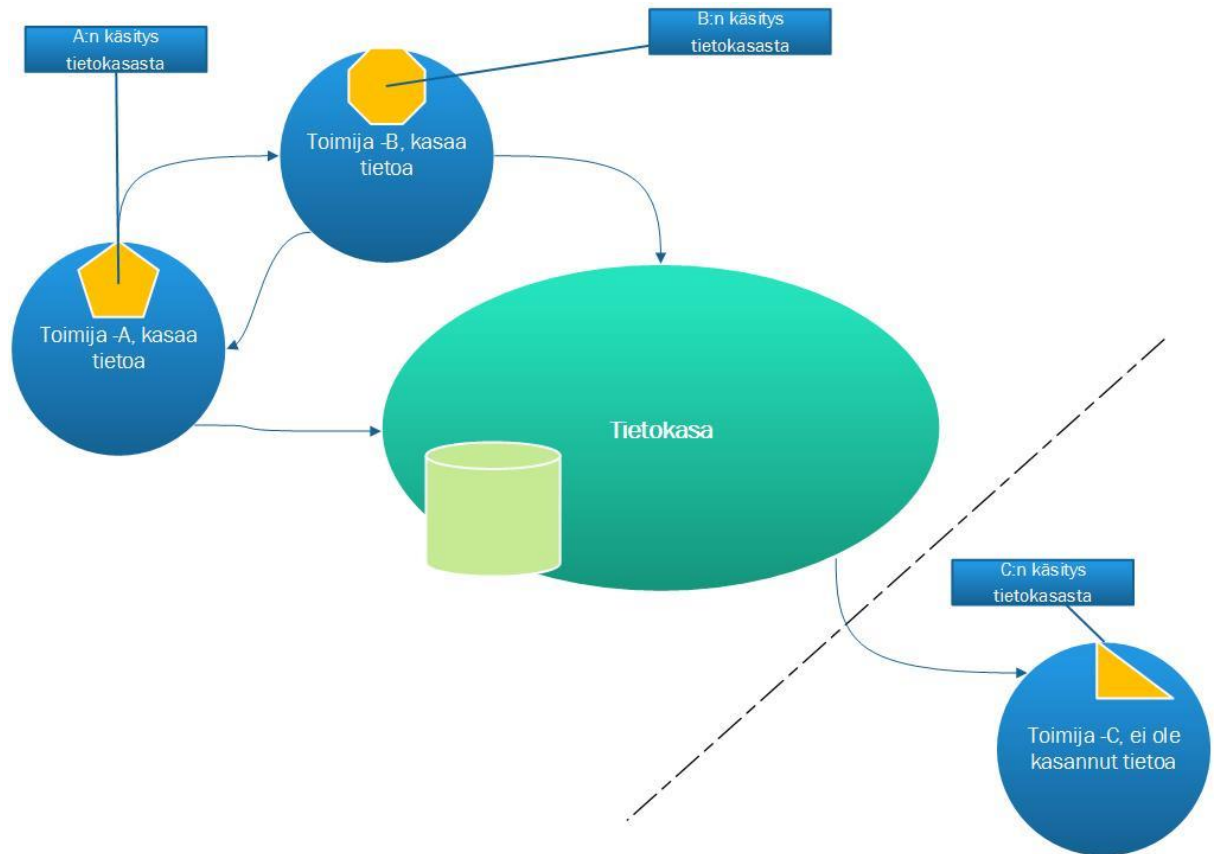 A:n käsitys
tietokasasta
B:n käsitys
tietokasasta
Toimija -B, kasaa
tietoa
Toimija -A, kasaa
tietoa
Tietokasa
C:n käsitys
tietokasasta
Toimija -C, ei ole
kasannut tietoa